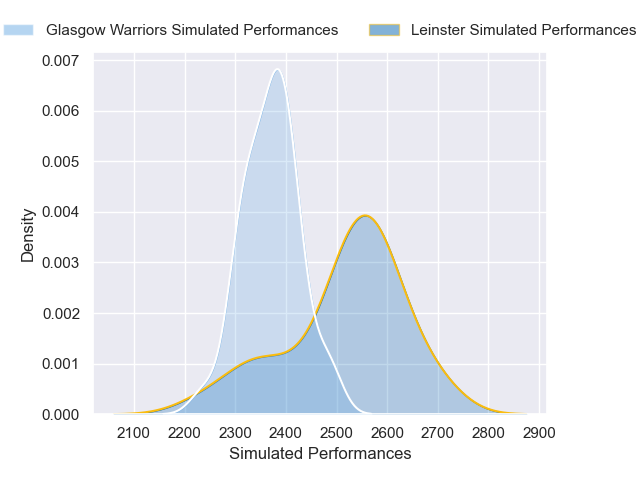 Glasgow Warriors Simulated Performances
Leinster Simulated Performances
0.007
0.006
0.005
0.004
0.003
0.002
0.001
0.000
Density
2100 2200 2300 2400 2500 2600 2700 2800 2900
Simulated Performances